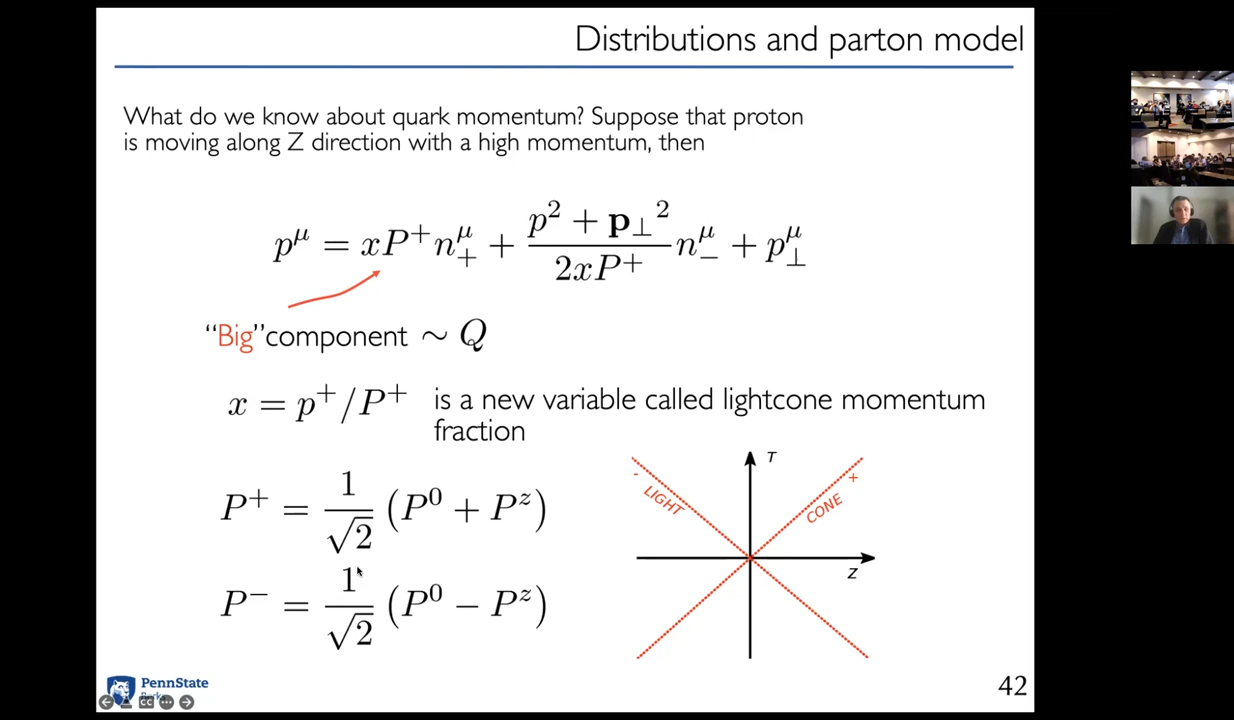 Distributions and parton model
What do we know about quark momentum? Suppose that proton
is moving along Z direction with a high momentum, then
p^μ = xP^+ n_+^μ + (p^2 + 𝐩_⊥^2)/(2xP^+) n_-^μ + p_⊥^μ
“Big”component ∼ Q
x = p^+/P^+ is a new variable called lightcone momentum
fraction
P^+ = 1/√2 (P^0 + P^z)
P^- = 1/√2 (P^0 − P^z)
T
- LIGHT
CONE +
Z
PennState
Berks
CC
42